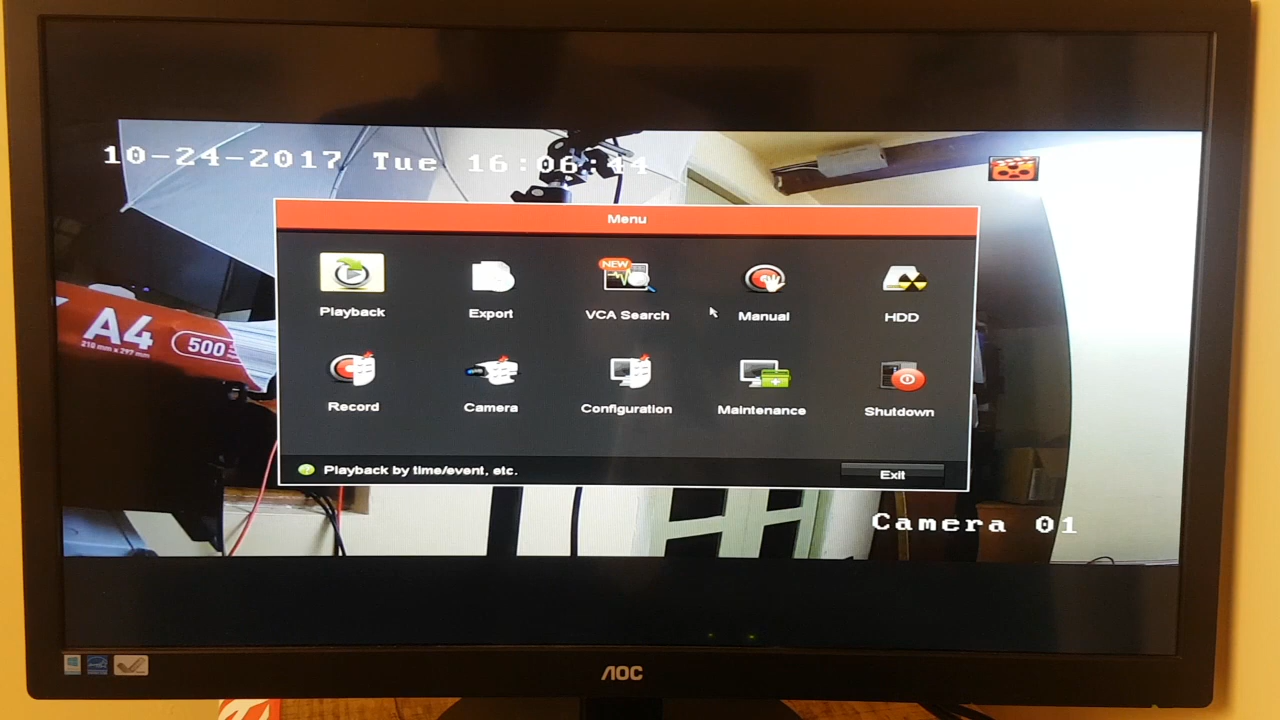 10-24-2017 Tue 16:06:44
Menu
Playback
Export
NEW
VCA Search
Manual
HDD
Record
Camera
Configuration
Maintenance
Shutdown
Playback by time/event, etc.
Exit
A4
210 mm x 297 mm
500
Camera 01
AOC